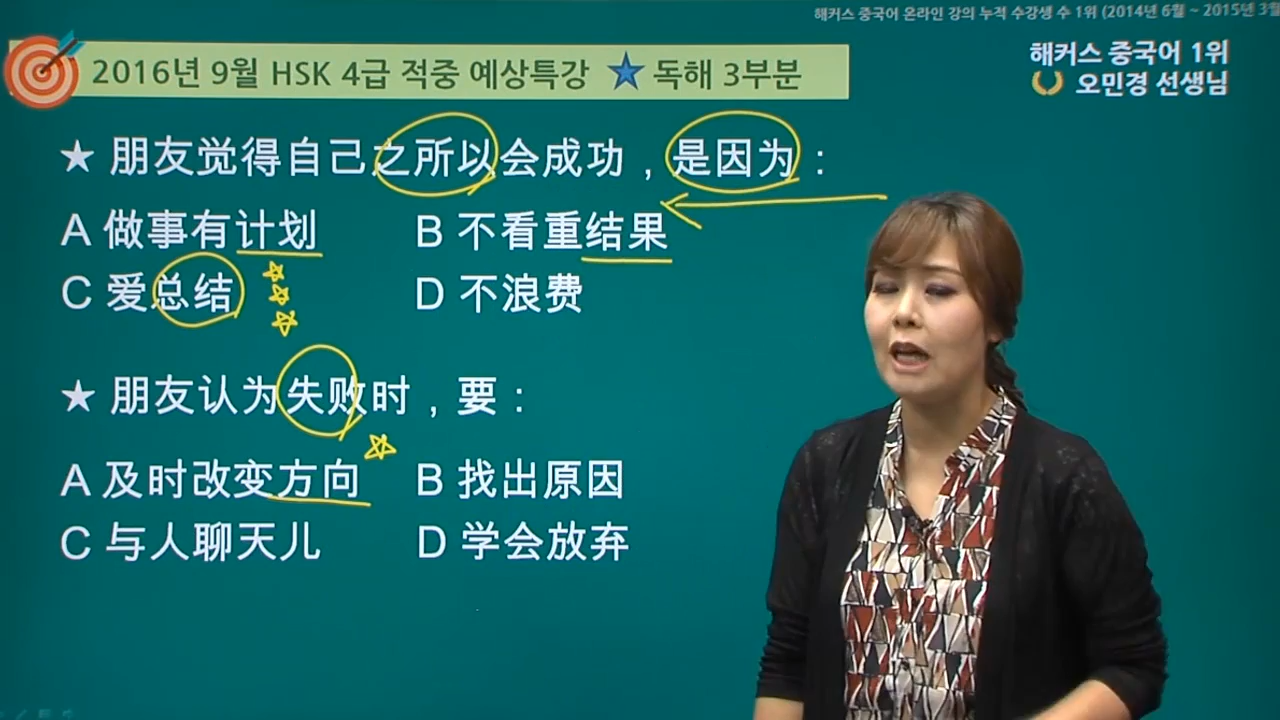 해커스 중국어 온라인 강의 누적 수강생 수 1위 (2014년 6월 ~ 2015년 3월
2016년 9월 HSK 4급 적중 예상특강 ★ 독해 3부분
해커스 중국어 1위
오민경 선생님
★ 朋友觉得自己之所以会成功，是因为：
A 做事有计划 B 不看重结果
C 爱总结 D 不浪费
★ 朋友认为失败时，要：
A 及时改变方向 B 找出原因
C 与人聊天儿 D 学会放弃